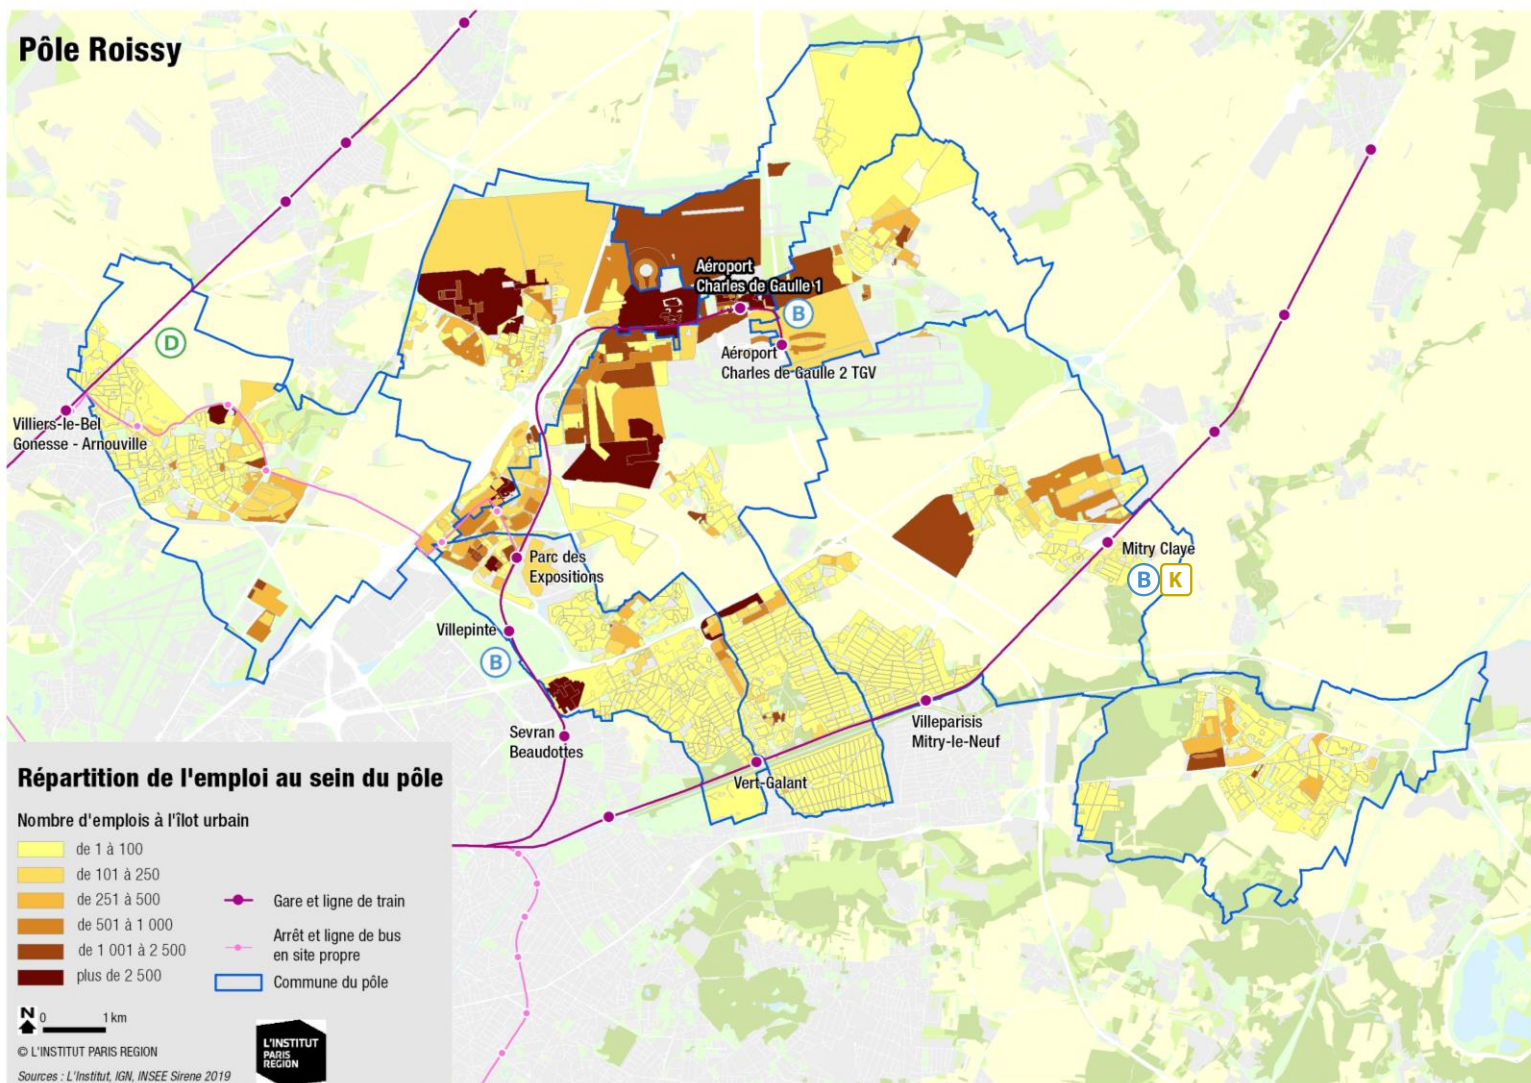 Pôle Roissy
Aéroport
Charles de Gaulle 1
B
Aéroport
Charles de Gaulle 2 TGV
D
Villiers-le-Bel
Gonesse - Arnouville
Parc des
Expositions
Mitry Claye
B K
Villepinte
B
Sevran
Beaudottes
Villeparisis
Mitry-le-Neuf
Vert-Galant
Répartition de l'emploi au sein du pôle
Nombre d'emplois à l'îlot urbain
de 1 à 100
de 101 à 250
de 251 à 500
de 501 à 1 000
de 1 001 à 2 500
plus de 2 500
Gare et ligne de train
Arrêt et ligne de bus
en site propre
Commune du pôle
N 0 1 km
© L'INSTITUT PARIS REGION
Sources : L'Institut, IGN, INSEE Sirene 2019
L'INSTITUT
PARIS
REGION